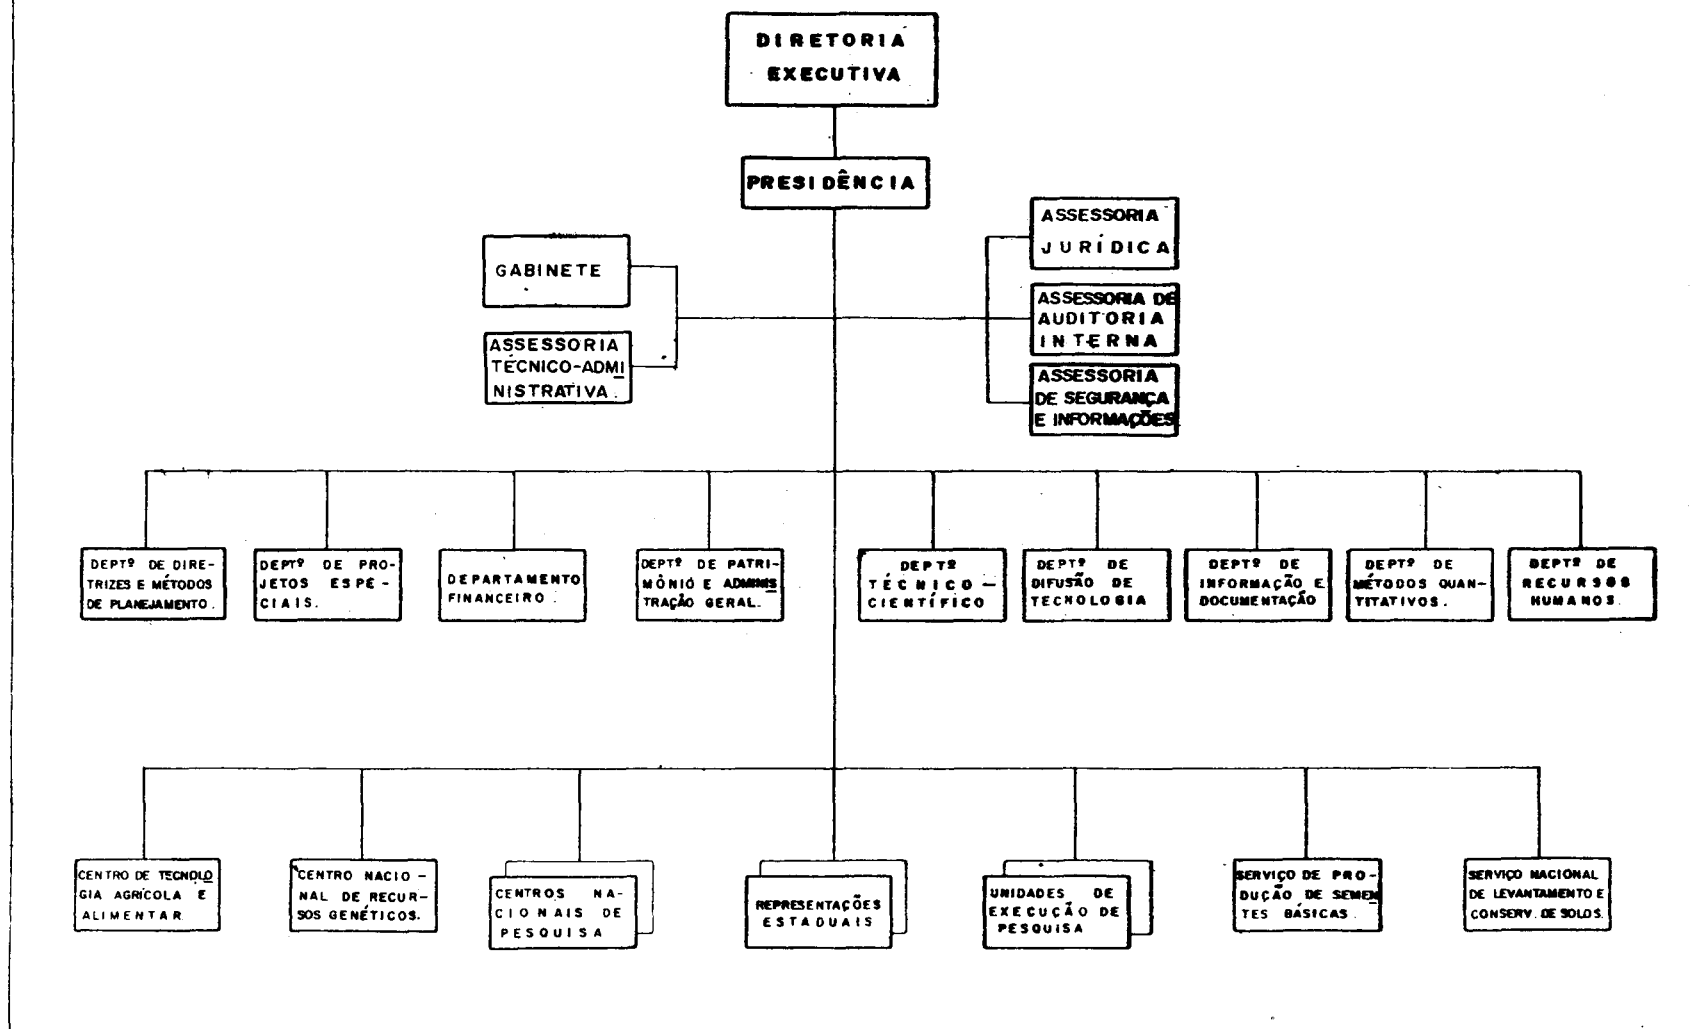 DIRETORIA
EXECUTIVA
PRESIDÊNCIA
GABINETE
ASSESSORIA
TÉCNICO-ADMI
NISTRATIVA.
ASSESSORIA
JURÍDICA
ASSESSORIA DE
AUDITORIA
INTERNA
ASSESSORIA
DE SEGURANÇA
E INFORMAÇÕES
DEPTº DE DIRE-
TRIZES E MÉTODOS
DE PLANEJAMENTO.
DEPTº DE PRO-
JETOS ESPE-
CIAIS.
DEPARTAMENTO
FINANCEIRO.
DEPTº DE PATRI-
MÔNIO E ADMINIS
TRAÇÃO GERAL.
DEPTº
TÉCNICO-
CIENTÍFICO
DEPTº DE
DIFUSÃO DE
TECNOLOGIA
DEPTº DE
INFORMAÇÃO E
DOCUMENTAÇÃO
DEPTº DE
MÉTODOS QUAN-
TITATIVOS.
DEPTº DE
RECURSOS
HUMANOS.
CENTRO DE TECNOLO
GIA AGRÍCOLA E
ALIMENTAR
CENTRO NACIO-
NAL DE RECUR-
SOS GENÉTICOS.
CENTROS NA-
CIONAIS DE
PESQUISA
REPRESENTAÇÕES
ESTADUAIS
UNIDADES DE
EXECUÇÃO DE
PESQUISA
SERVIÇO DE PRO-
DUÇÃO DE SEMEN
TES BÁSICAS.
SERVIÇO NACIONAL
DE LEVANTAMENTO E
CONSERV. DE SOLOS.